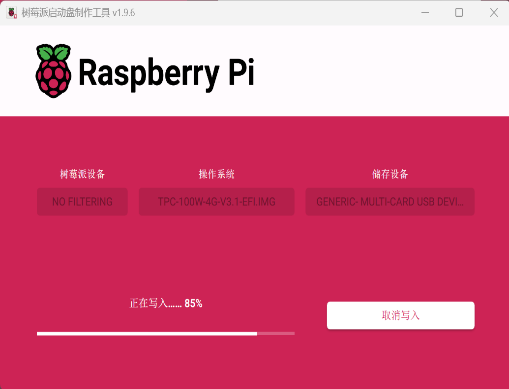 树莓派启动盘制作工具 v1.9.6
Raspberry Pi
树莓派设备
操作系统
储存设备
NO FILTERING
TPC-100W-4G-V3.1-EFI.IMG
GENERIC- MULTI-CARD USB DEVI...
正在写入...... 85%
取消写入